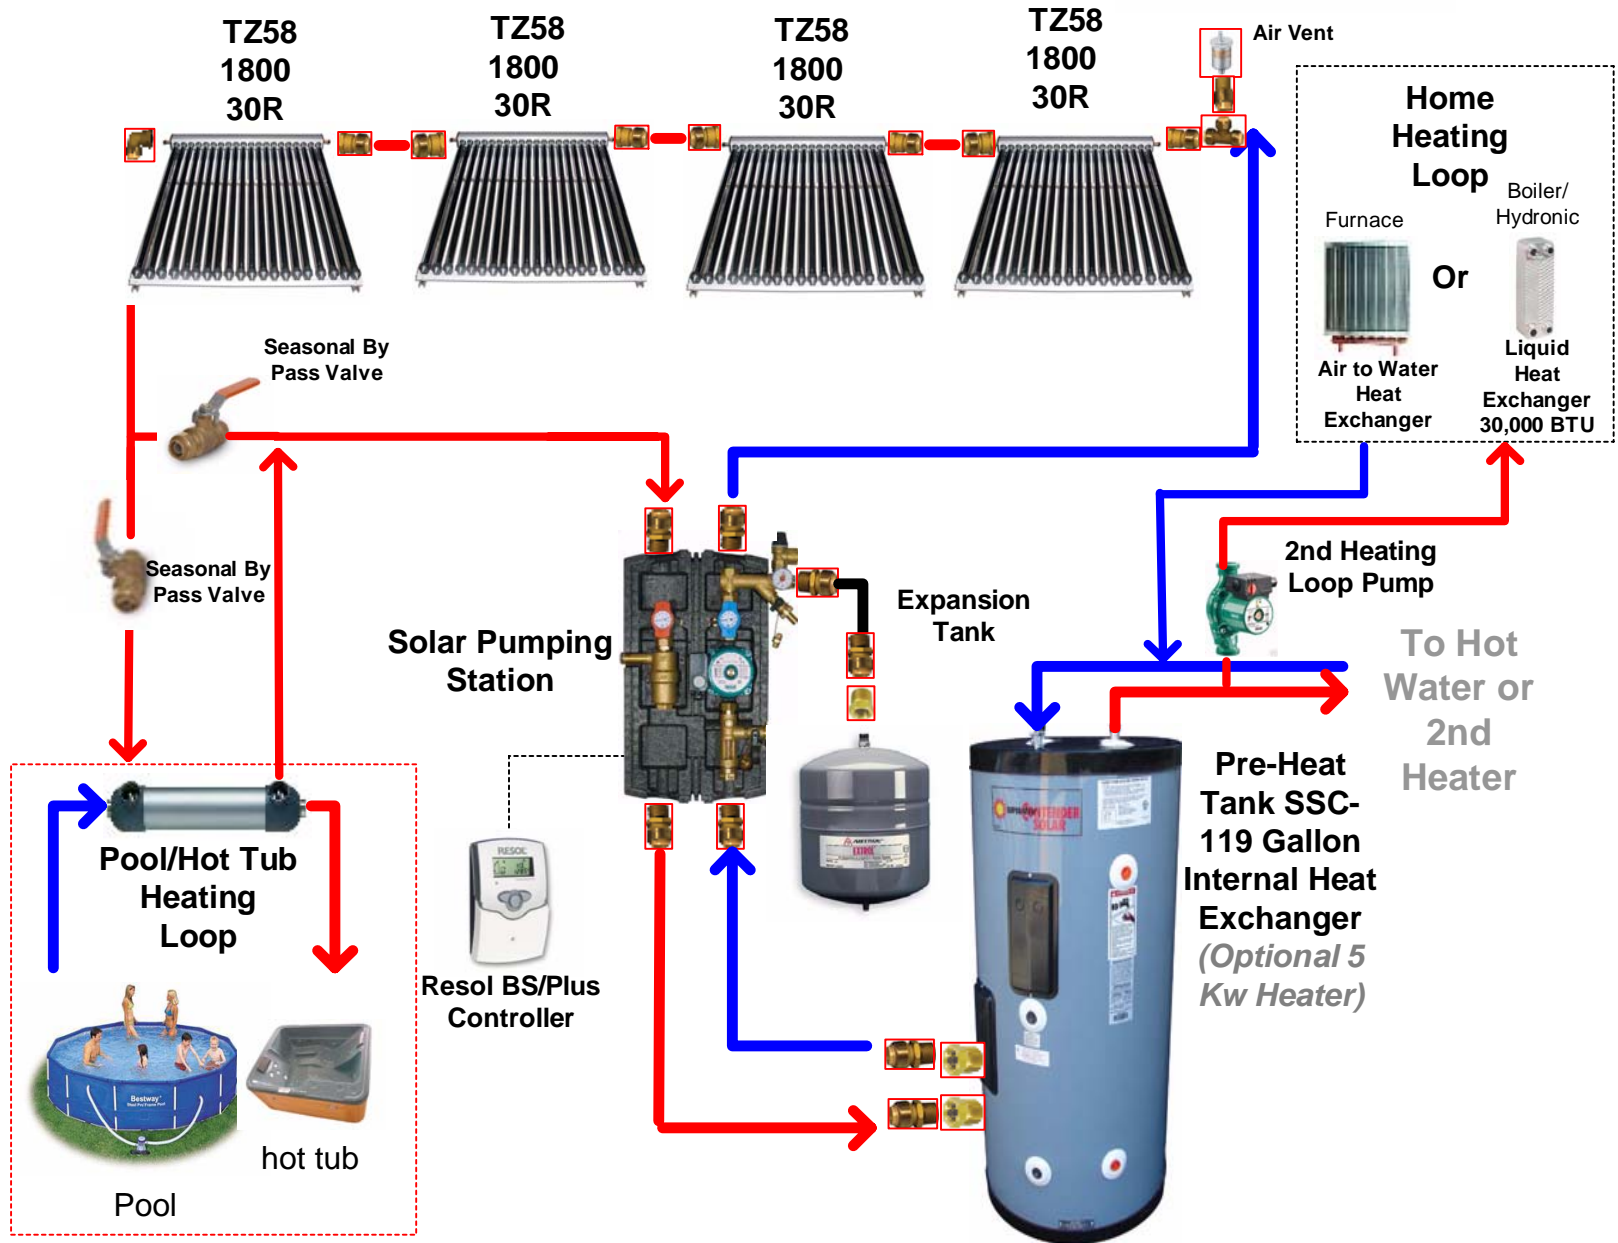 TZ58
1800
30R
TZ58
1800
30R
TZ58
1800
30R
TZ58
1800
30R
Air Vent
Home
Heating
Loop
Furnace
Boiler/
Hydronic
Or
Air to Water
Heat
Exchanger
Liquid
Heat
Exchanger
30,000 BTU
Seasonal By
Pass Valve
Seasonal By
Pass Valve
2nd Heating
Loop Pump
Expansion
Tank
Solar Pumping
Station
To Hot
Water or
2nd
Heater
Pre-Heat
Tank SSC-
119 Gallon
Internal Heat
Exchanger
(Optional 5
Kw Heater)
Pool/Hot Tub
Heating
Loop
RESOL
Resol BS/Plus
Controller
EXTROL
SOLAR
Bestway
hot tub
Pool